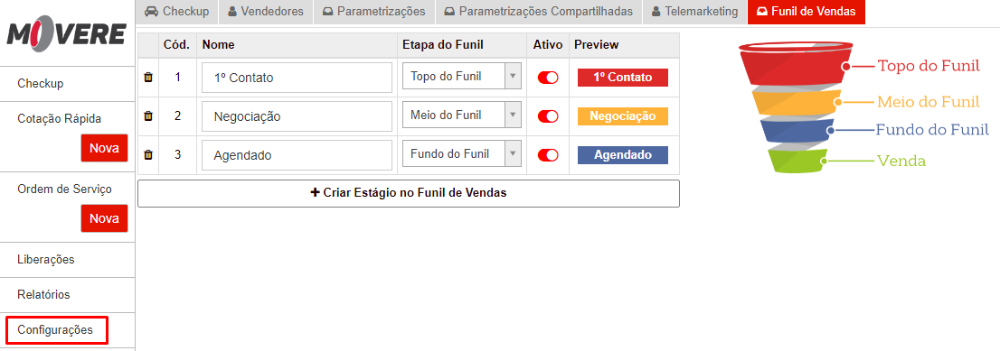 MOVERE
Checkup
Cotação Rápida
Nova
Ordem de Serviço
Nova
Liberações
Relatórios
Configurações
Checkup Vendedores Parametrizações Parametrizações Compartilhadas Telemarketing Funil de Vendas
Cód. Nome Etapa do Funil Ativo Preview
1 1º Contato Topo do Funil 1º Contato
2 Negociação Meio do Funil Negociação
3 Agendado Fundo do Funil Agendado
+ Criar Estágio no Funil de Vendas
Topo do Funil
Meio do Funil
Fundo do Funil
Venda